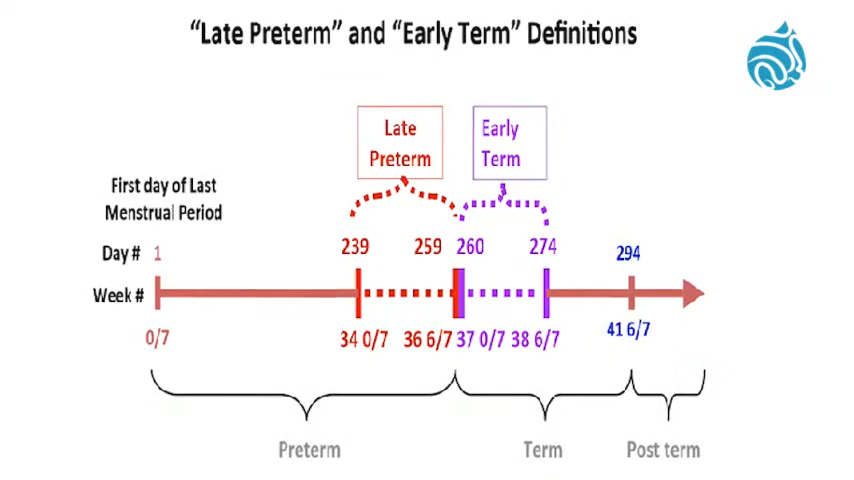 “Late Preterm” and “Early Term” Definitions
Late
Preterm
Early
Term
First day of Last
Menstrual Period
Day # 1 239 259 260 274 294
Week #
0/7 34 0/7 36 6/7 37 0/7 38 6/7 41 6/7
Preterm Term Post term